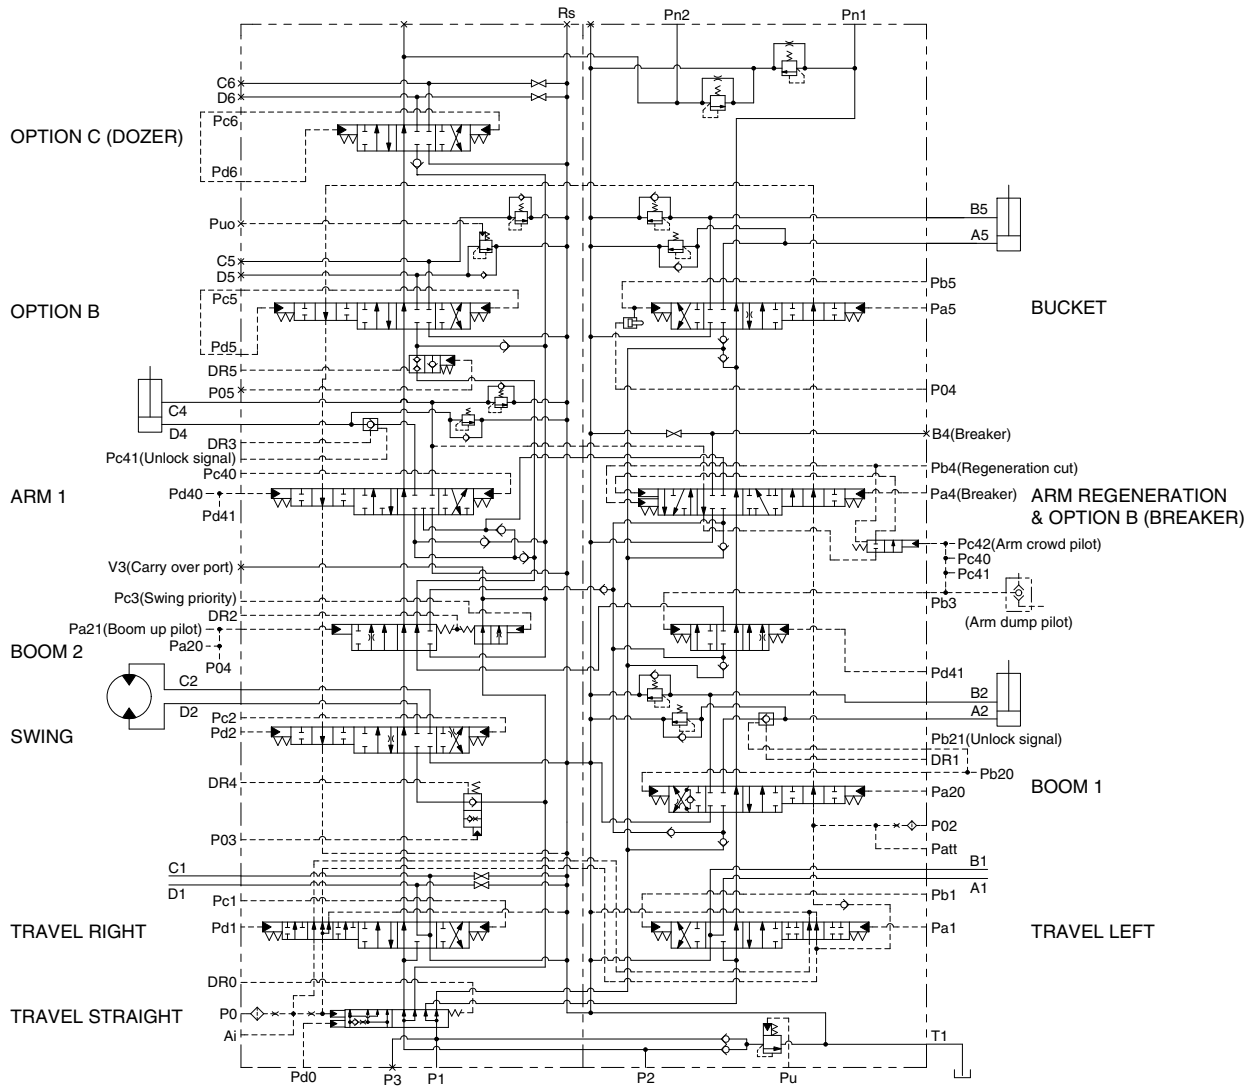 Rs
Pn2
Pn1
C6
D6
Pc6
OPTION C (DOZER)
Pd6
Puo
B5
A5
C5
D5
Pc5
Pb5
OPTION B
Pa5
BUCKET
Pd5
DR5
P05
P04
C4
D4
DR3
B4(Breaker)
Pc41(Unlock signal)
Pc40
Pb4(Regeneration cut)
ARM 1
Pd40
Pd41
Pa4(Breaker)
ARM REGENERATION
& OPTION B (BREAKER)
Pc42(Arm crowd pilot)
Pc40
Pc41
V3(Carry over port)
Pc3(Swing priority)
DR2
Pb3
(Arm dump pilot)
Pa21(Boom up pilot)
Pa20
P04
BOOM 2
Pd41
C2
D2
B2
A2
Pc2
Pd2
SWING
Pb21(Unlock signal)
DR1
Pb20
DR4
Pa20
BOOM 1
P03
P02
Patt
C1
D1
B1
A1
Pc1
Pb1
Pd1
TRAVEL RIGHT
Pa1
TRAVEL LEFT
DR0
TRAVEL STRAIGHT
P0
Ai
T1
Pd0
P3
P1
P2
Pu